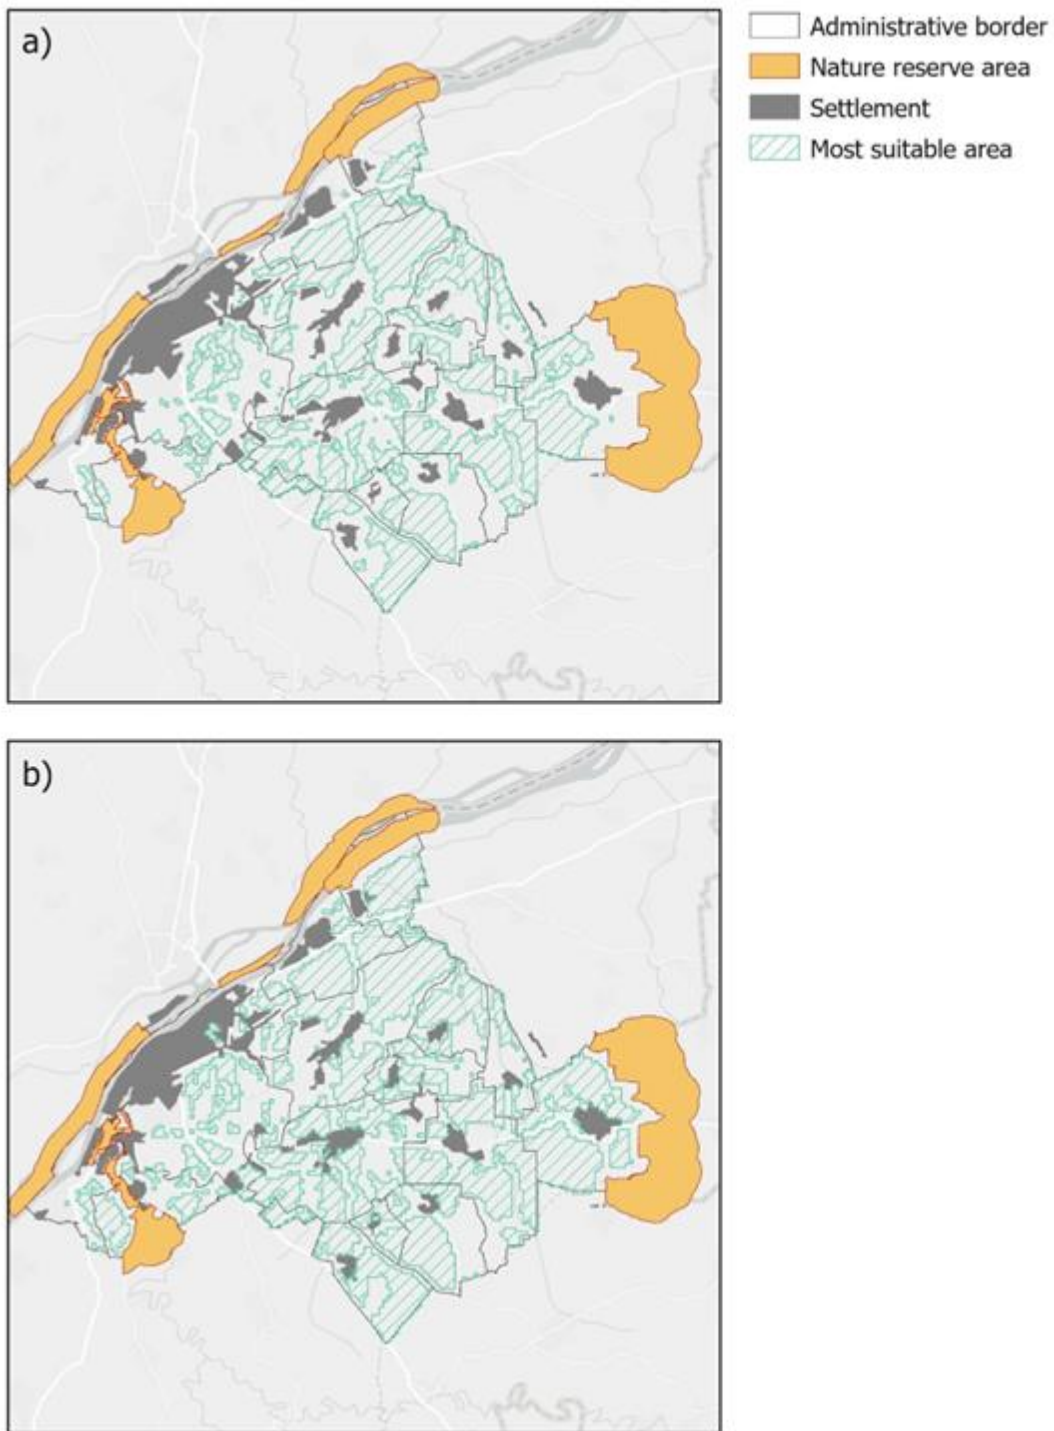 a)
Administrative border
Nature reserve area
Settlement
Most suitable area
b)